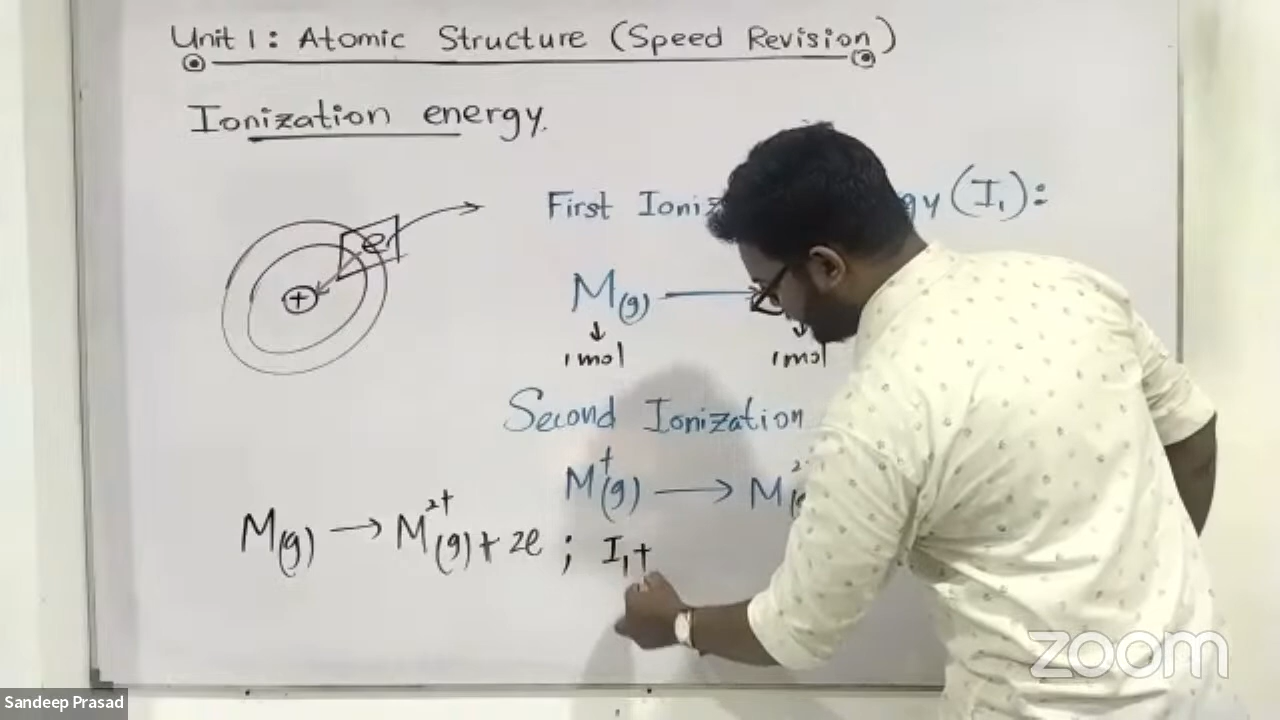 Unit 1: Atomic Structure (Speed Revision)
Ionization energy.
e
+
First Ioniz gy (I₁):
M(g) →
↓ ↓
1 mol 1 mol
Second Ionization
M⁺(g) → M²
M(g) → M²⁺(g) + 2e ; I₁+
zoom
Sandeep Prasad